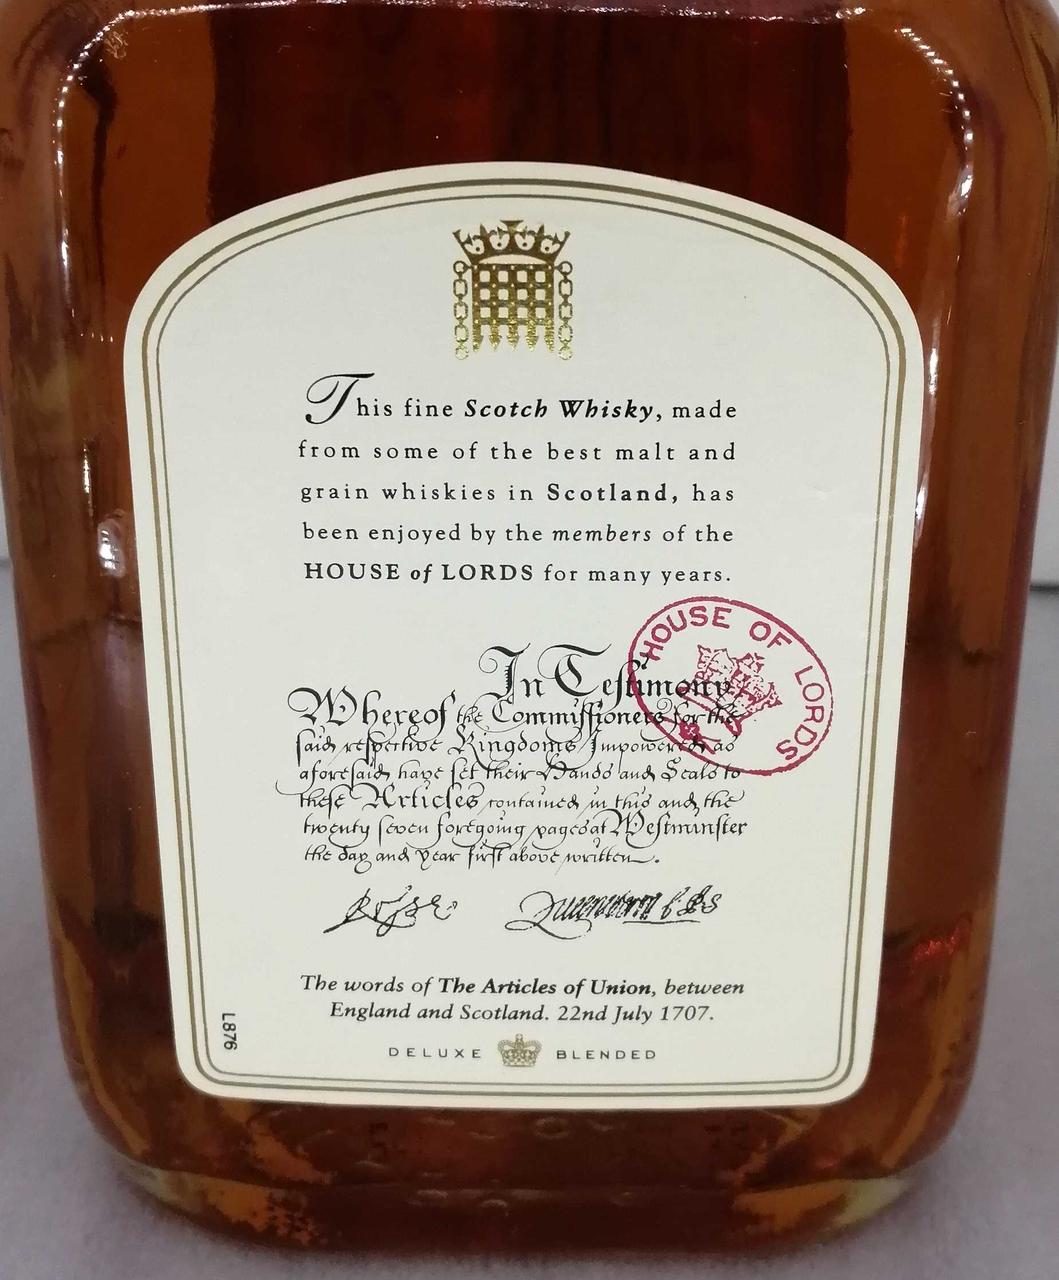 This fine Scotch Whisky, made
from some of the best malt and
grain whiskies in Scotland, has
been enjoyed by the members of the
HOUSE of LORDS for many years.
HOUSE OF LORDS
In Testimony
Whereof the Commissioners for the
said respective Kingdoms Impowered as
aforesaid have set their Hands and Seals to
these Articles contained in this and the
twenty seven foregoing pages at Westminster
the day and year first above written.
The words of The Articles of Union, between
England and Scotland. 22nd July 1707.
DELUXE BLENDED
L876